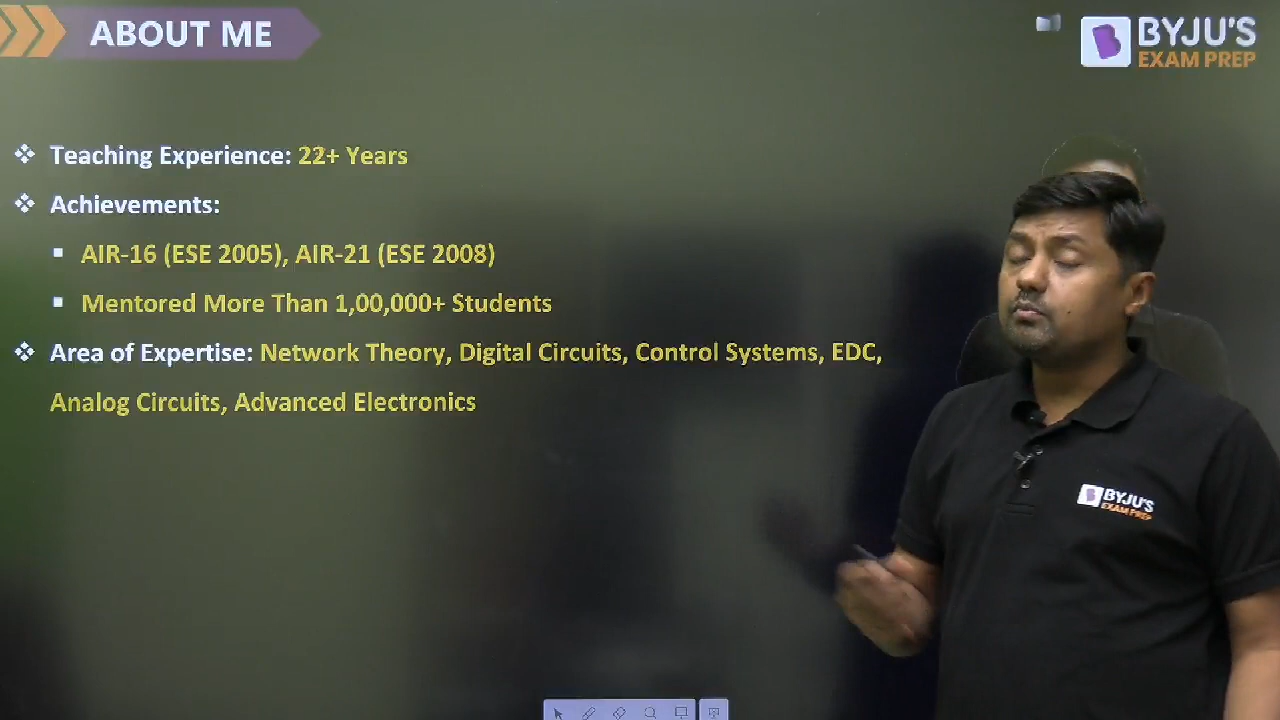 ABOUT ME
BYJU'S
EXAM PREP
❖ Teaching Experience: 22+ Years
❖ Achievements:
▪ AIR-16 (ESE 2005), AIR-21 (ESE 2008)
▪ Mentored More Than 1,00,000+ Students
❖ Area of Expertise: Network Theory, Digital Circuits, Control Systems, EDC,
Analog Circuits, Advanced Electronics
BYJU'S
EXAM PREP